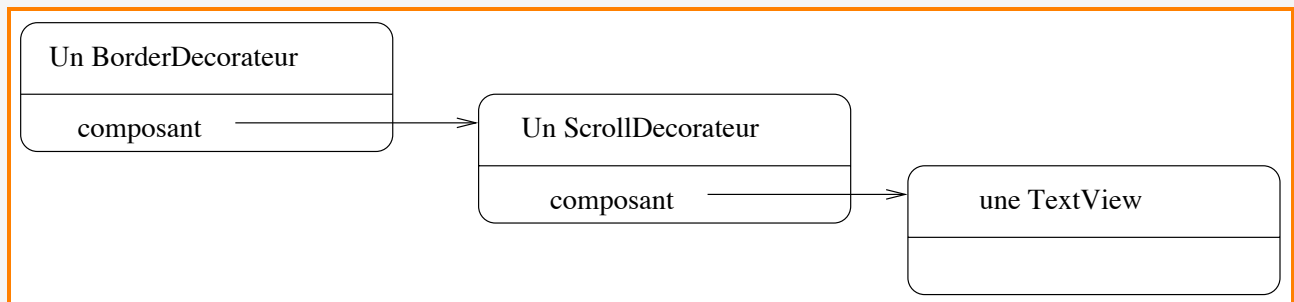 Un BorderDecorateur
composant
Un ScrollDecorateur
composant
une TextView